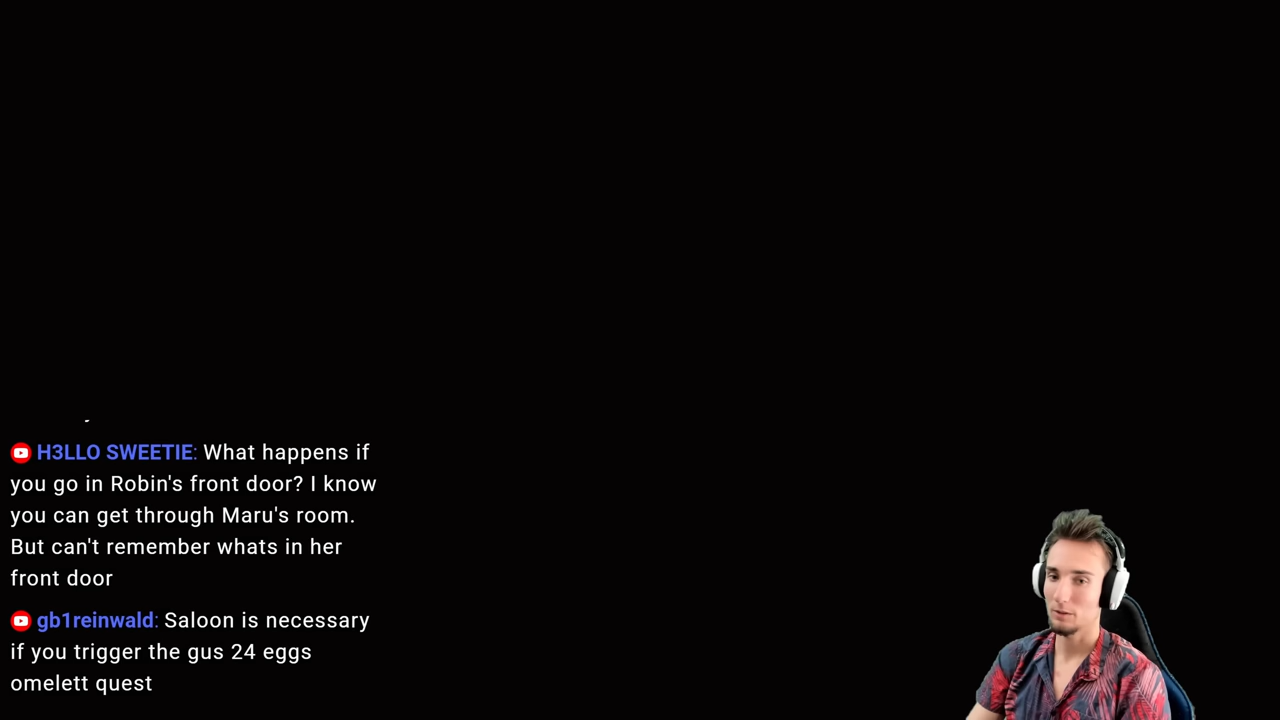 H3LLO SWEETIE: What happens if
you go in Robin's front door? I know
you can get through Maru's room.
But can't remember whats in her
front door
gb1reinwald: Saloon is necessary
if you trigger the gus 24 eggs
omelett quest